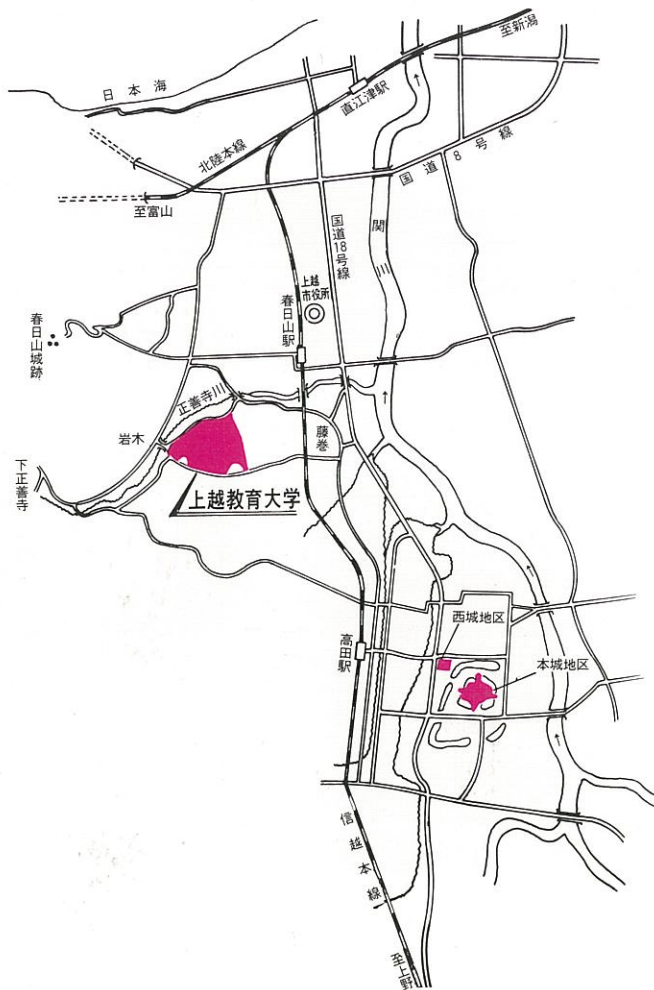 至新潟
日本海
直江津駅
北陸本線
国道8号線
至富山
国道18号線
関川
上越
市役所
春日山駅
春日山城跡
正善寺川
岩木
藤巻
下正善寺
上越教育大学
西城地区
高田駅
本城地区
信越本線
至上野